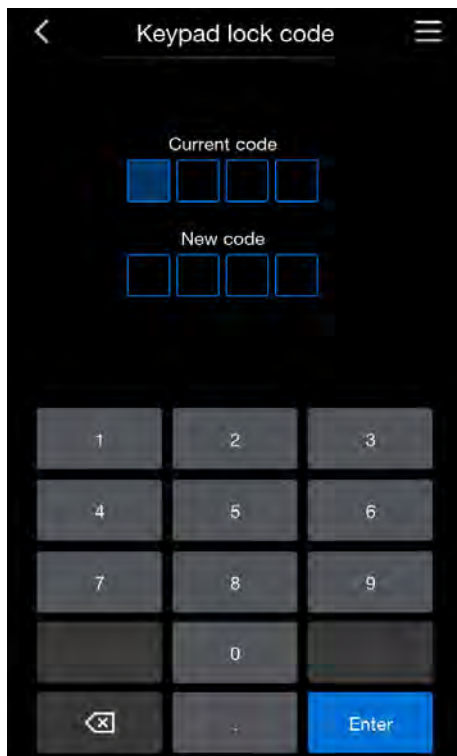 Keypad lock code
Current code
New code
1 2 3
4 5 6
7 8 9
0
. Enter